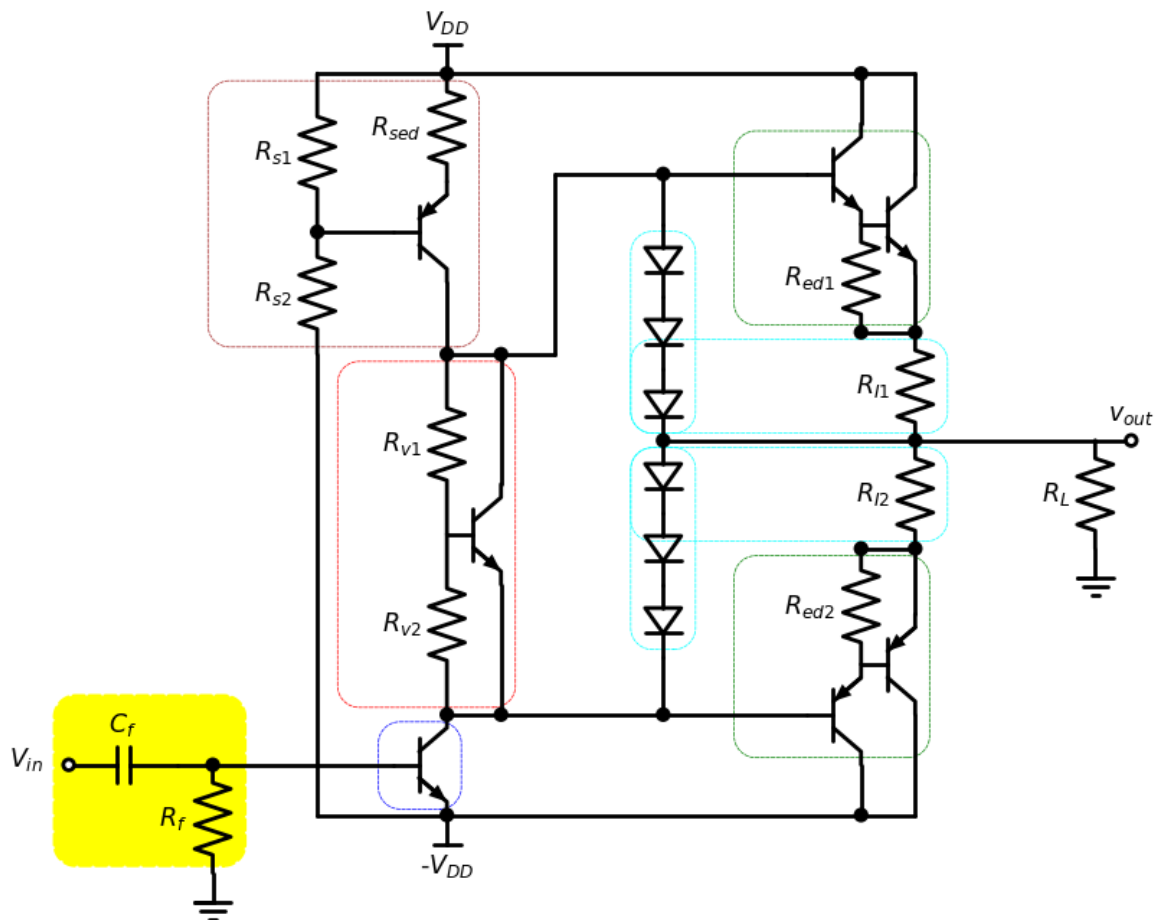 V_DD
R_sed
R_s1
R_s2
R_ed1
R_l1
v_out
R_v1
R_l2
R_L
R_ed2
R_v2
C_f
V_in
R_f
-V_DD